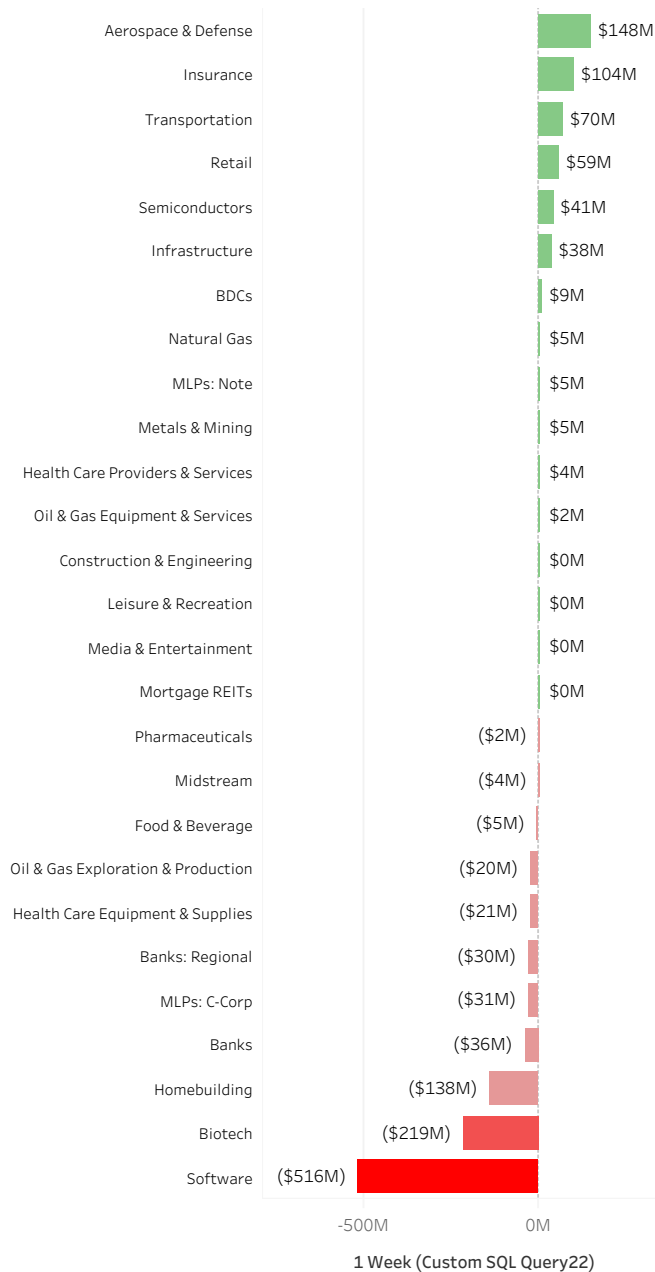 Aerospace & Defense $148M
Insurance $104M
Transportation $70M
Retail $59M
Semiconductors $41M
Infrastructure $38M
BDCs $9M
Natural Gas $5M
MLPs: Note $5M
Metals & Mining $5M
Health Care Providers & Services $4M
Oil & Gas Equipment & Services $2M
Construction & Engineering $0M
Leisure & Recreation $0M
Media & Entertainment $0M
Mortgage REITs $0M
Pharmaceuticals ($2M)
Midstream ($4M)
Food & Beverage ($5M)
Oil & Gas Exploration & Production ($20M)
Health Care Equipment & Supplies ($21M)
Banks: Regional ($30M)
MLPs: C-Corp ($31M)
Banks ($36M)
Homebuilding ($138M)
Biotech ($219M)
Software ($516M)
-500M 0M
1 Week (Custom SQL Query22)